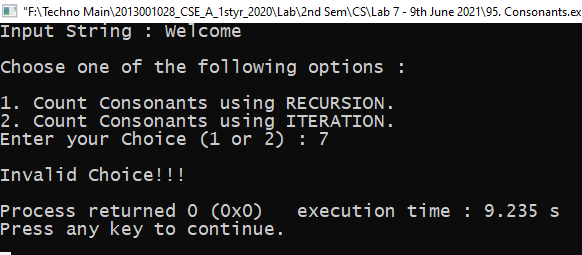 "F:\Techno Main\2013001028_CSE_A_1styr_2020\Lab\2nd Sem\CS\Lab 7 - 9th June 2021\95. Consonants.ex
Input String : Welcome
Choose one of the following options :
1. Count Consonants using RECURSION.
2. Count Consonants using ITERATION.
Enter your Choice (1 or 2) : 7
Invalid Choice!!!
Process returned 0 (0x0)   execution time : 9.235 s
Press any key to continue.